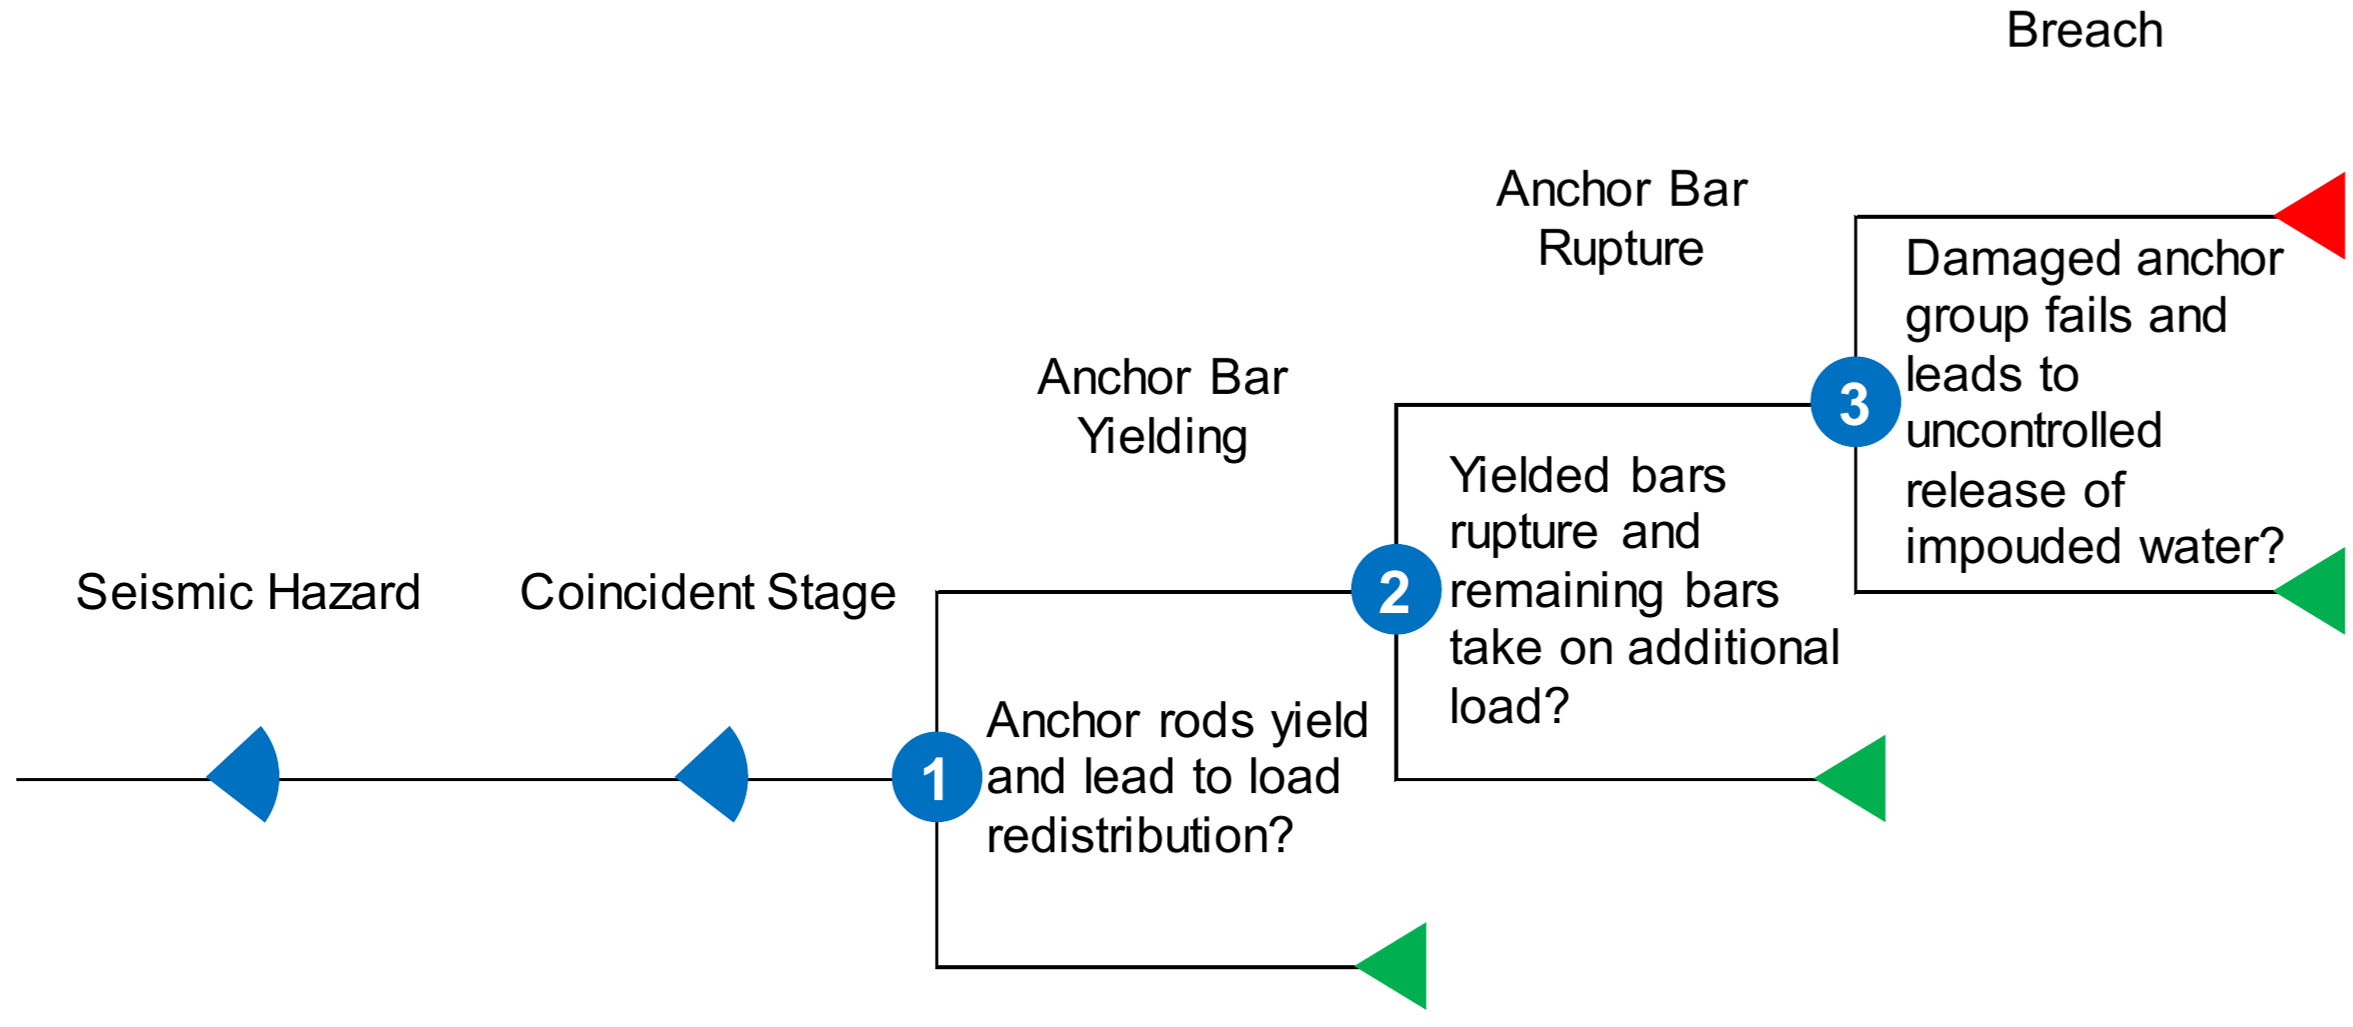 Breach
Anchor Bar
Rupture
Damaged anchor
group fails and
leads to
uncontrolled
release of
impouded water?
3
Anchor Bar
Yielding
Yielded bars
rupture and
remaining bars
take on additional
load?
2
Seismic Hazard
Coincident Stage
Anchor rods yield
and lead to load
redistribution?
1